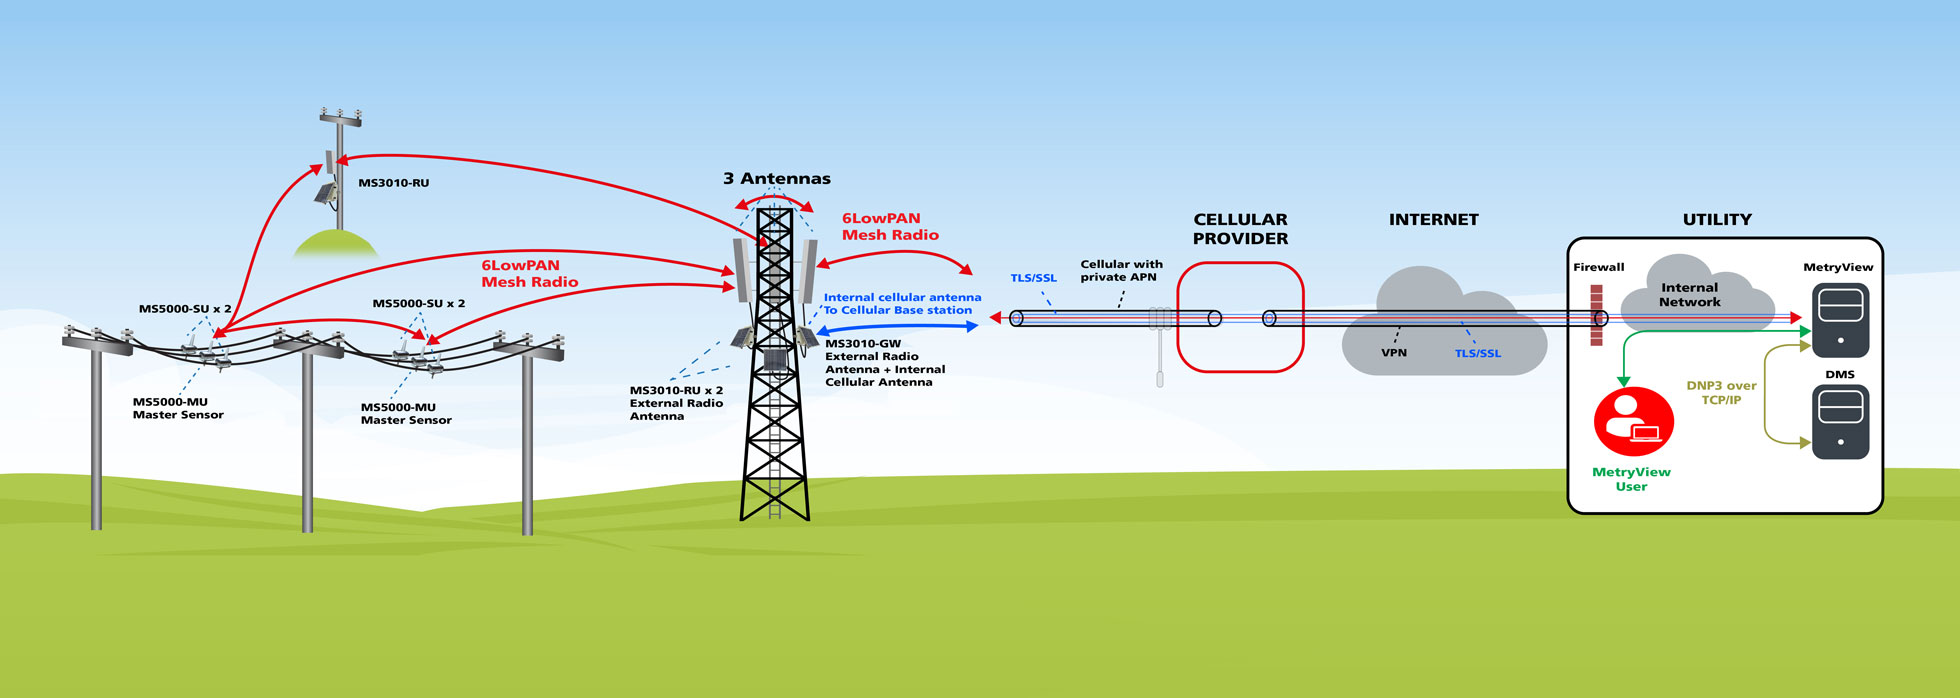 MS3010-RU
3 Antennas
6LowPAN
Mesh Radio
6LowPAN
Mesh Radio
MS5000-SU x 2
MS5000-SU x 2
MS5000-MU
Master Sensor
MS5000-MU
Master Sensor
MS3010-RU x 2
External Radio
Antenna
Internal cellular antenna
To Cellular Base station
MS3010-GW
External Radio
Antenna + Internal
Cellular Antenna
TLS/SSL
Cellular with
private APN
CELLULAR
PROVIDER
INTERNET
VPN
TLS/SSL
UTILITY
Firewall
Internal
Network
MetryView
DMS
DNP3 over
TCP/IP
MetryView
User